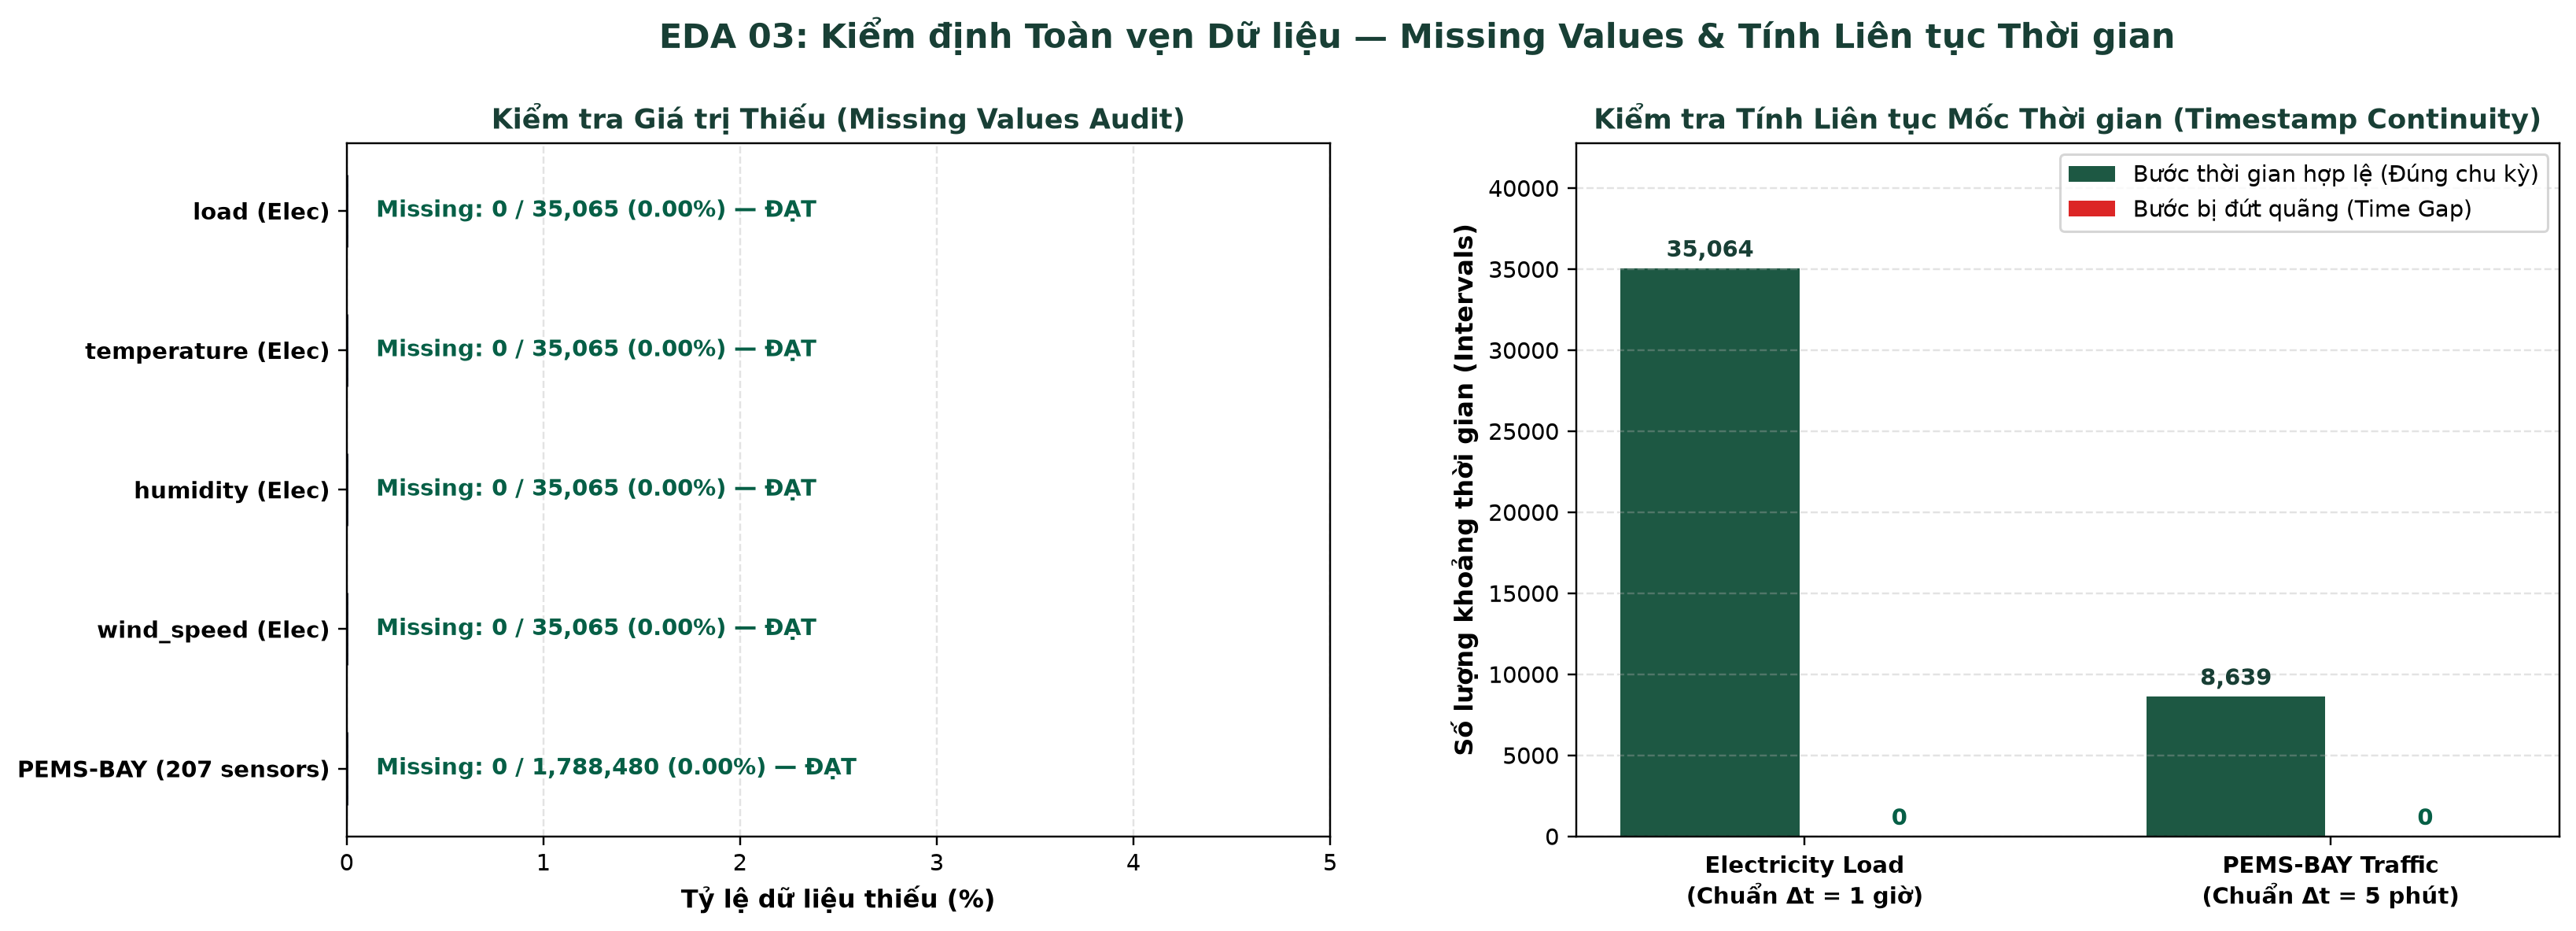 EDA 03: Kiểm định Toàn vẹn Dữ liệu — Missing Values & Tính Liên tục Thời gian
Kiểm tra Giá trị Thiếu (Missing Values Audit)
load (Elec)
Missing: 0 / 35,065 (0.00%) — ĐẠT
temperature (Elec)
Missing: 0 / 35,065 (0.00%) — ĐẠT
humidity (Elec)
Missing: 0 / 35,065 (0.00%) — ĐẠT
wind_speed (Elec)
Missing: 0 / 35,065 (0.00%) — ĐẠT
PEMS-BAY (207 sensors)
Missing: 0 / 1,788,480 (0.00%) — ĐẠT
0 1 2 3 4 5
Tỷ lệ dữ liệu thiếu (%)
Kiểm tra Tính Liên tục Mốc Thời gian (Timestamp Continuity)
Bước thời gian hợp lệ (Đúng chu kỳ)
Bước bị đứt quãng (Time Gap)
Số lượng khoảng thời gian (Intervals)
40000
35000
30000
25000
20000
15000
10000
5000
0
35,064
0
8,639
0
Electricity Load
(Chuẩn Δt = 1 giờ)
PEMS-BAY Traffic
(Chuẩn Δt = 5 phút)